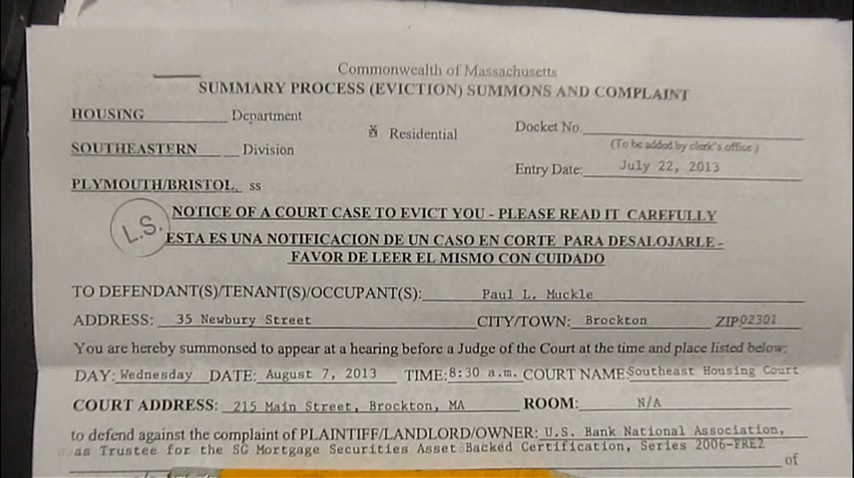 Commonwealth of Massachusetts
SUMMARY PROCESS (EVICTION) SUMMONS AND COMPLAINT
HOUSING Department
Residential
Docket No.
(To be added by clerk's office)
SOUTHEASTERN Division
Entry Date: July 22, 2013
PLYMOUTH/BRISTOL, ss
L.S.
NOTICE OF A COURT CASE TO EVICT YOU - PLEASE READ IT CAREFULLY
ESTA ES UNA NOTIFICACION DE UN CASO EN CORTE PARA DESALOJARLE -
FAVOR DE LEER EL MISMO CON CUIDADO
TO DEFENDANT(S)/TENANT(S)/OCCUPANT(S): Paul L. Muckle
ADDRESS: 35 Newbury Street CITY/TOWN: Brockton ZIP 02301
You are hereby summonsed to appear at a hearing before a Judge of the Court at the time and place listed below:
DAY: Wednesday DATE: August 7, 2013 TIME: 8:30 a.m. COURT NAME Southeast Housing Court
COURT ADDRESS: 215 Main Street, Brockton, MA ROOM: N/A
to defend against the complaint of PLAINTIFF/LANDLORD/OWNER: U.S. Bank National Association,
as Trustee for the SG Mortgage Securities Asset Backed Certification, Series 2006-FRE2
of